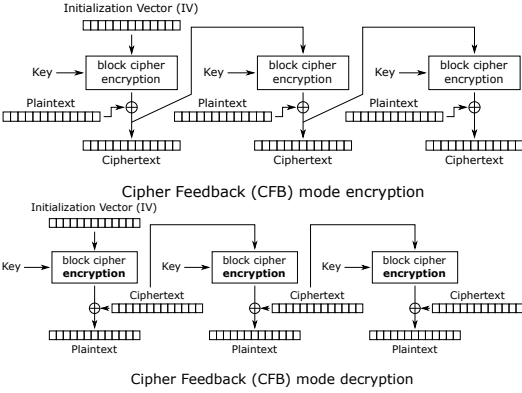 Initialization Vector (IV)
Key
block cipher
encryption
Key
block cipher
encryption
Key
block cipher
encryption
Plaintext
Plaintext
Plaintext
Ciphertext
Ciphertext
Ciphertext
Cipher Feedback (CFB) mode encryption
Initialization Vector (IV)
Key
block cipher
encryption
Key
block cipher
encryption
Key
block cipher
encryption
Ciphertext
Ciphertext
Ciphertext
Plaintext
Plaintext
Plaintext
Cipher Feedback (CFB) mode decryption